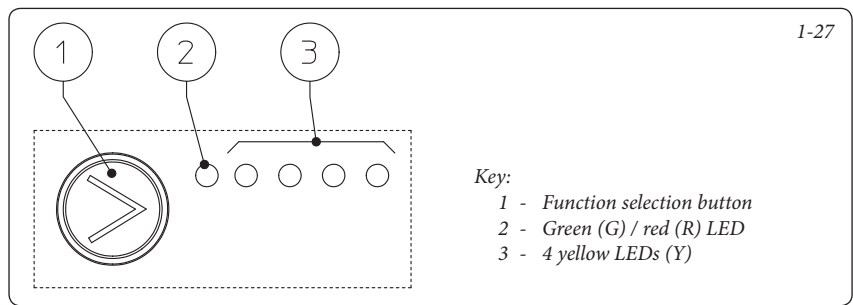 1-27
1 2 3
Key:
1 - Function selection button
2 - Green (G) / red (R) LED
3 - 4 yellow LEDs (Y)